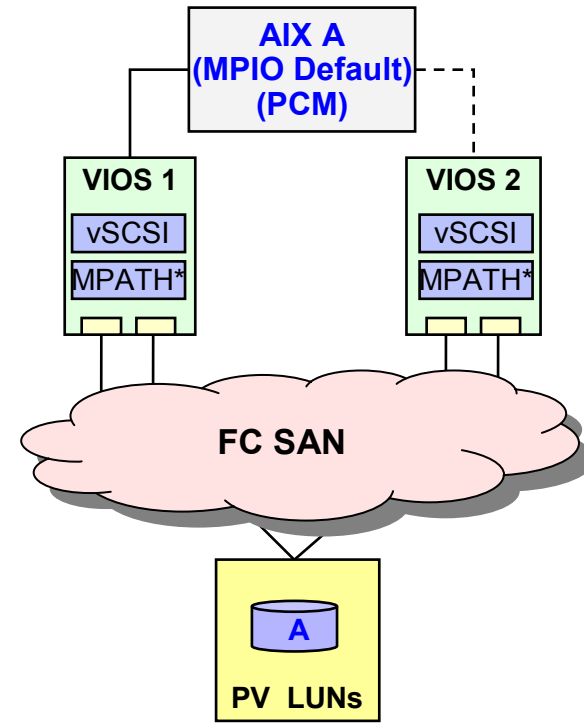 AIX A
(MPIO Default)
(PCM)
VIOS 1
VIOS 2
vSCSI
vSCSI
MPATH*
MPATH*
FC SAN
A
PV LUNs